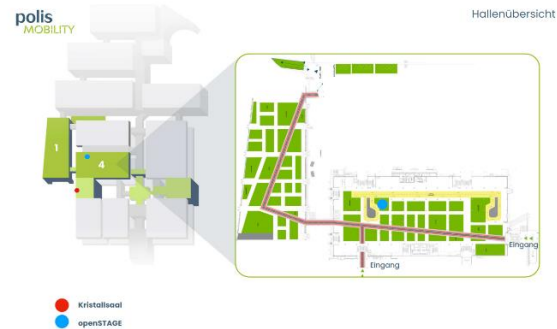 polis
MOBILITY
Hallenübersicht
1
4
Eingang
Eingang
Kristallsaal
openSTAGE